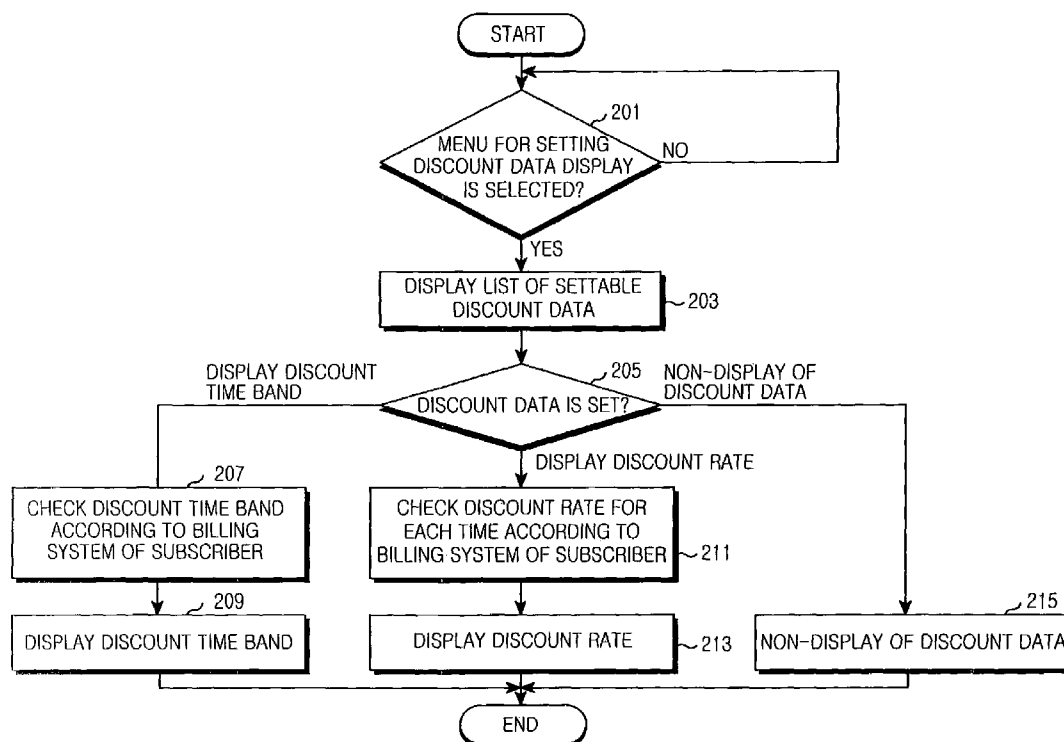 START
201
MENU FOR SETTING
DISCOUNT DATA DISPLAY
IS SELECTED?
NO
YES
DISPLAY LIST OF SETTABLE
DISCOUNT DATA
203
DISPLAY DISCOUNT
TIME BAND
205
NON-DISPLAY OF
DISCOUNT DATA
DISCOUNT DATA IS SET?
DISPLAY DISCOUNT RATE
207
CHECK DISCOUNT TIME BAND
ACCORDING TO BILLING
SYSTEM OF SUBSCRIBER
CHECK DISCOUNT RATE FOR
EACH TIME ACCORDING TO
BILLING SYSTEM OF SUBSCRIBER
211
209
DISPLAY DISCOUNT TIME BAND
DISPLAY DISCOUNT RATE
213
215
NON-DISPLAY OF DISCOUNT DATA
END